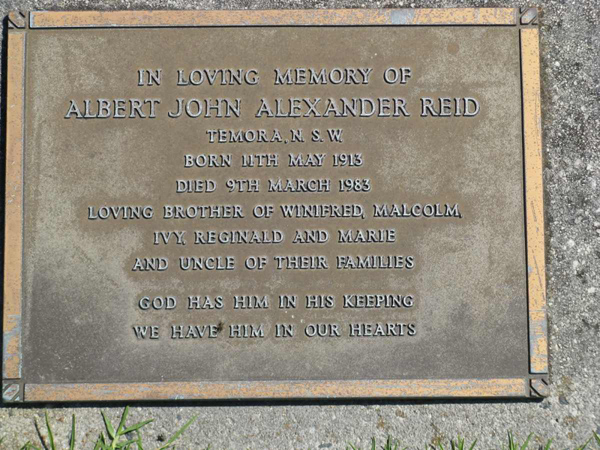 IN LOVING MEMORY OF
ALBERT JOHN ALEXANDER REID
TEMORA, N. S. W.
BORN 11TH MAY 1913
DIED 9TH MARCH 1983
LOVING BROTHER OF WINIFRED, MALCOLM,
IVY, REGINALD AND MARIE
AND UNCLE OF THEIR FAMILIES
GOD HAS HIM IN HIS KEEPING
WE HAVE HIM IN OUR HEARTS